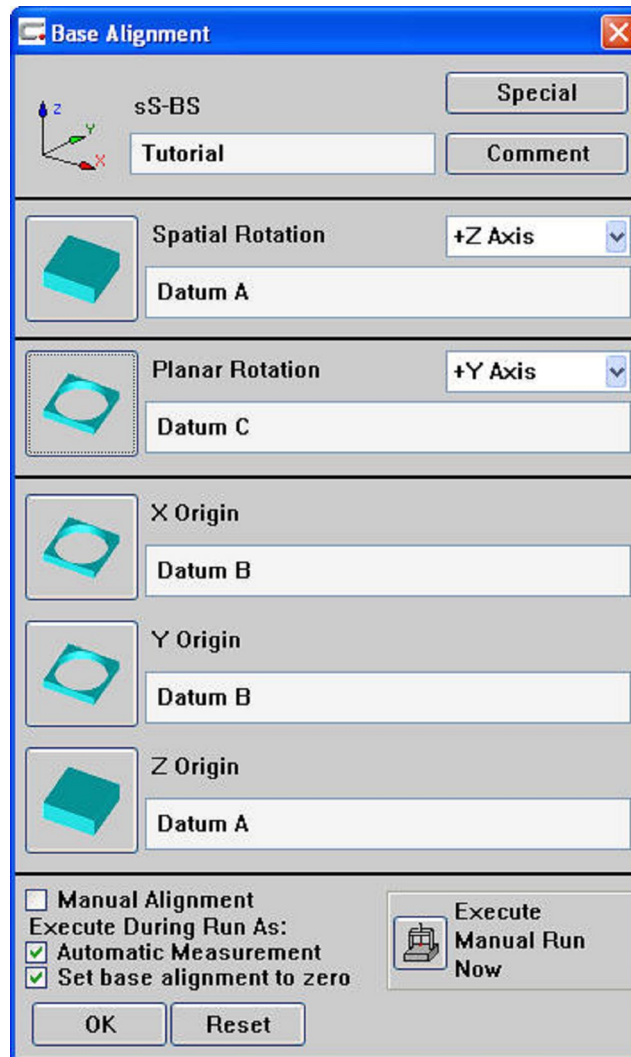 Base Alignment
Z
Y
X
sS-BS
Special
Tutorial
Comment
Spatial Rotation
+Z Axis
Datum A
Planar Rotation
+Y Axis
Datum C
X Origin
Datum B
Y Origin
Datum B
Z Origin
Datum A
Manual Alignment
Execute During Run As:
Automatic Measurement
Set base alignment to zero
Execute
Manual Run
Now
OK
Reset